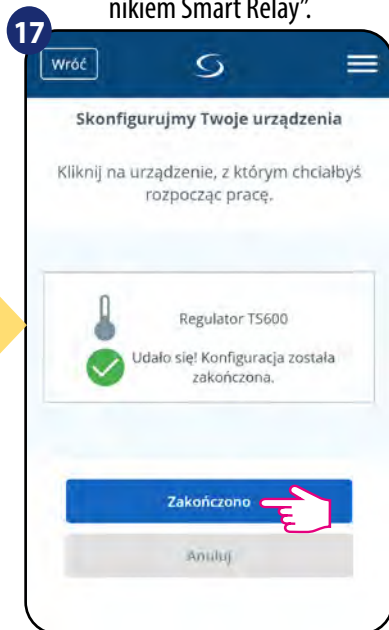 nikiem Smart Relay”.
17
Wróć
Skonfigurujmy Twoje urządzenia
Kliknij na urządzenie, z którym chciałbyś
rozpocząc pracę.
Regulator TS600
Udało się! Konfiguracja została
zakończona.
Zakończono
Anuluj